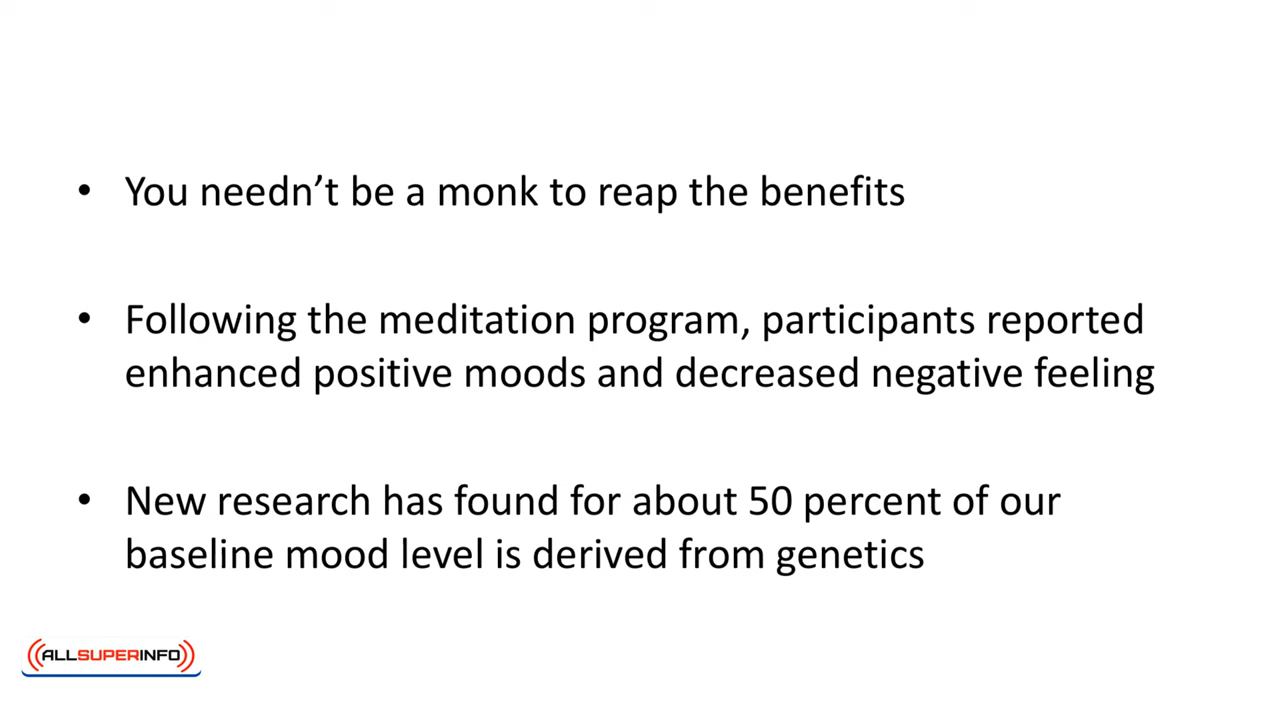 • You needn’t be a monk to reap the benefits
• Following the meditation program, participants reported
enhanced positive moods and decreased negative feeling
• New research has found for about 50 percent of our
baseline mood level is derived from genetics
ALLSUPERINFO